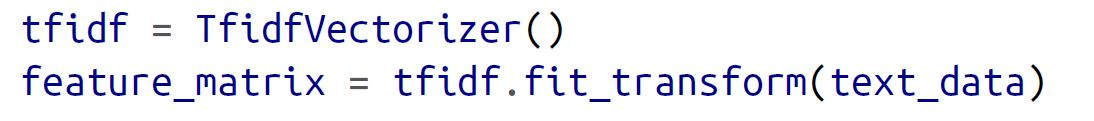 tfidf = TfidfVectorizer()
feature_matrix = tfidf.fit_transform(text_data)